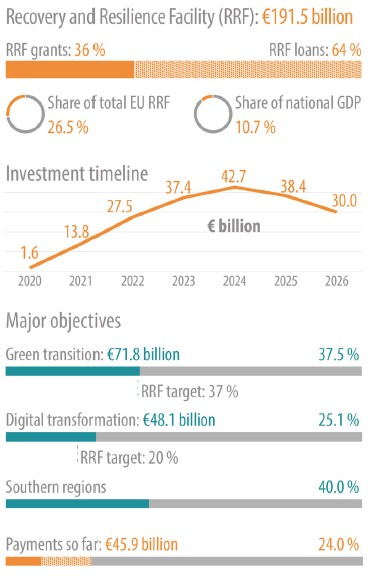 Recovery and Resilience Facility (RRF): €191.5 billion
RRF grants: 36 % RRF loans: 64 %
Share of total EU RRF Share of national GDP
26.5 % 10.7 %
Investment timeline
1.6 13.8 27.5 37.4 42.7 38.4 30.0
€ billion
2020 2021 2022 2023 2024 2025 2026
Major objectives
Green transition: €71.8 billion 37.5 %
RRF target: 37 %
Digital transformation: €48.1 billion 25.1 %
RRF target: 20 %
Southern regions 40.0 %
Payments so far: €45.9 billion 24.0 %